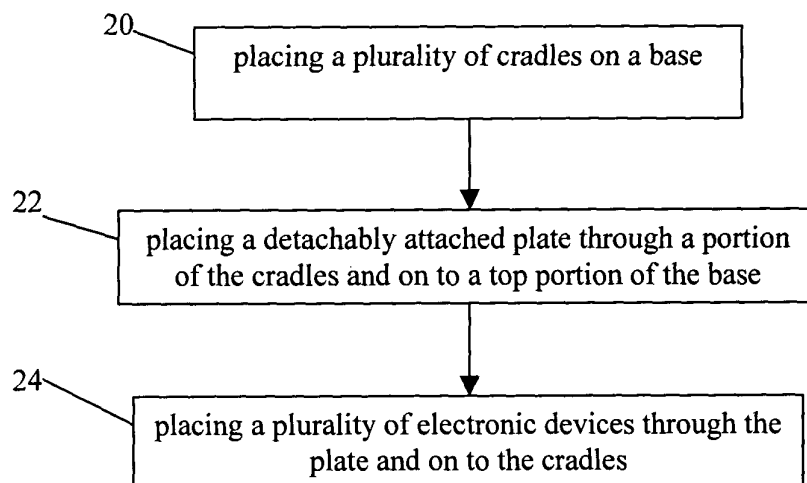 20
placing a plurality of cradles on a base
22
placing a detachably attached plate through a portion
of the cradles and on to a top portion of the base
24
placing a plurality of electronic devices through the
plate and on to the cradles